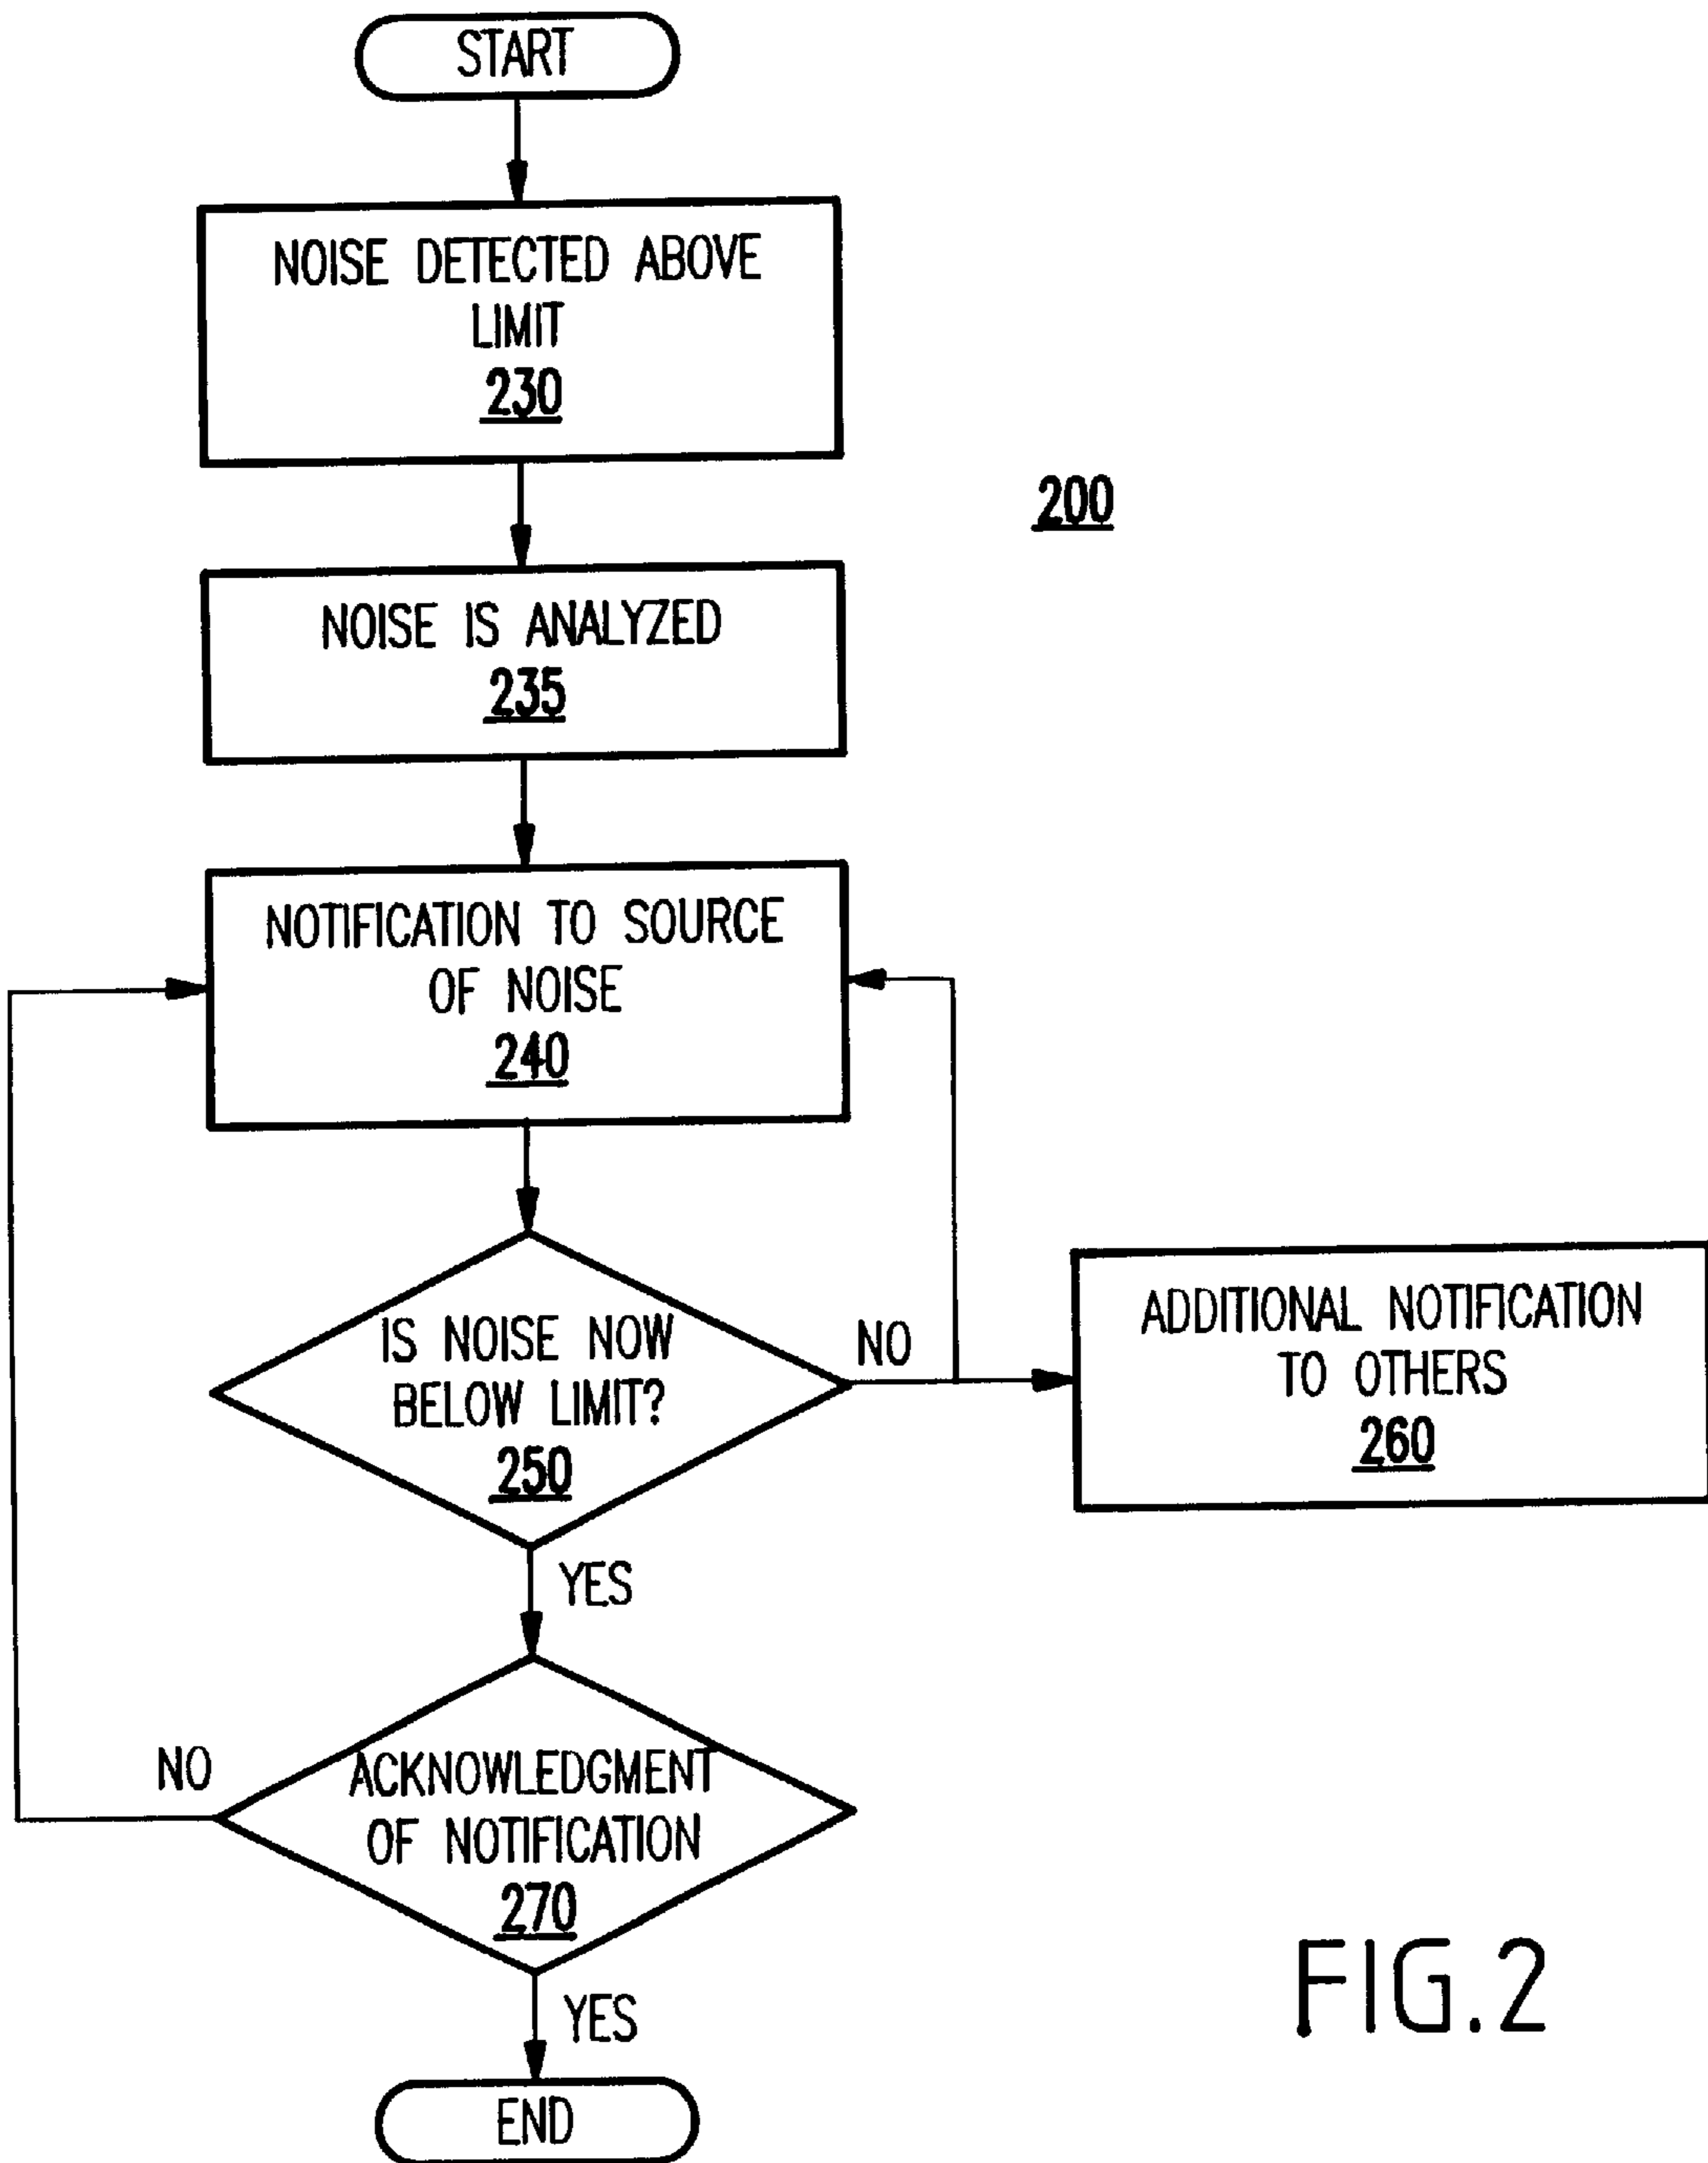 START
NOISE DETECTED ABOVE
LIMIT
230
200
NOISE IS ANALYZED
235
NOTIFICATION TO SOURCE
OF NOISE
240
IS NOISE NOW
BELOW LIMIT?
250
NO
ADDITIONAL NOTIFICATION
TO OTHERS
260
YES
NO
ACKNOWLEDGMENT
OF NOTIFICATION
270
YES
END
FIG.2